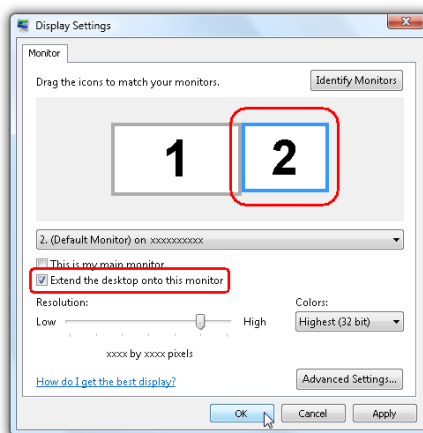 Display Settings
Monitor
Drag the icons to match your monitors.
Identify Monitors
1
2
2. (Default Monitor) on xxxxxxxxxx
This is my main monitor
Extend the desktop onto this monitor
Resolution:
Colors:
Low
High
Highest (32 bit)
xxxx by xxxx pixels
How do I get the best display?
Advanced Settings...
OK
Cancel
Apply